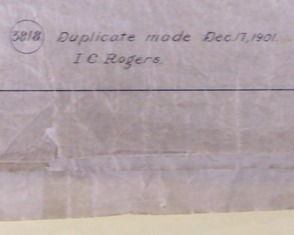 3818 Duplicate made Dec. 17, 1901.
I.C. Rogers.